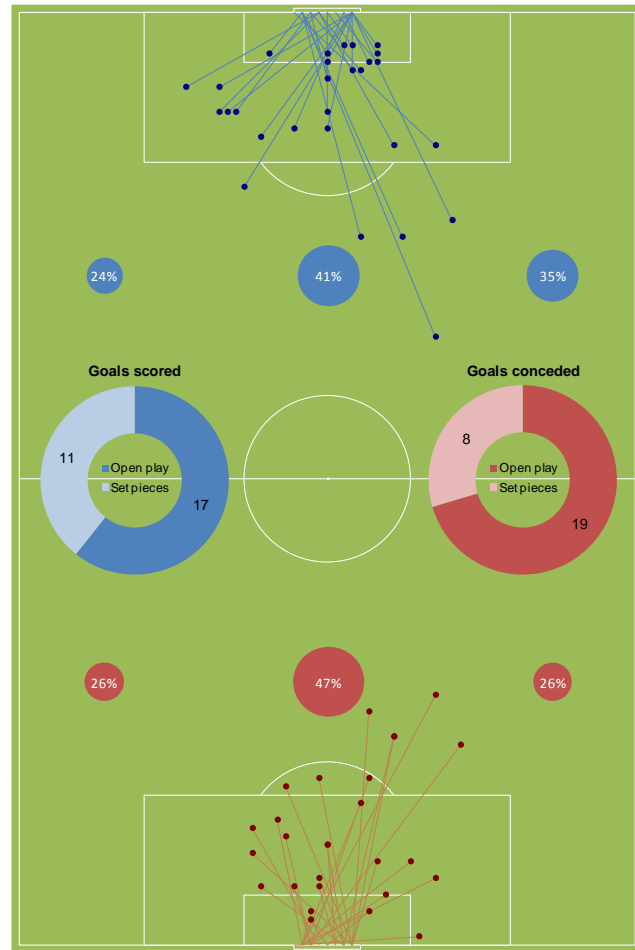 24%
41%
35%
Goals scored
Goals conceded
11
Open play
Set pieces
17
8
Open play
Set pieces
19
26%
47%
26%